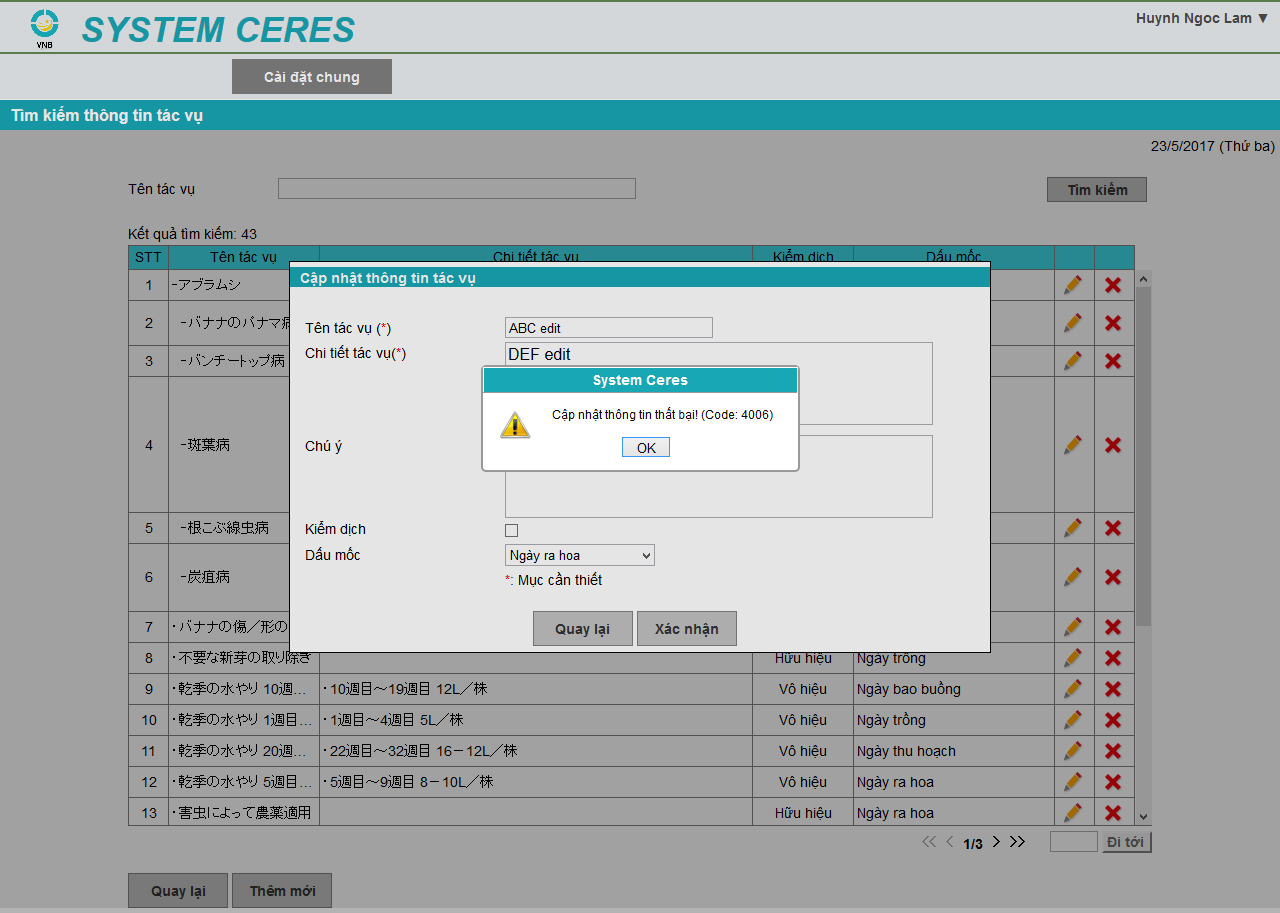 VNB
SYSTEM CERES
Huynh Ngoc Lam ▼
Cài đặt chung
Tìm kiếm thông tin tác vụ
23/5/2017 (Thứ ba)
Tên tác vụ
Tìm kiếm
Kết quả tìm kiếm: 43
STT Tên tác vụ Chi tiết tác vụ Kiểm dịch Dấu mốc
1 -アブラムシ
2 -バナナのパナマ病
3 -バンチートップ病
4 -斑葉病
5 -根こぶ線虫病
6 -炭疽病
7 ・バナナの傷／形の
8 ・不要な新芽の取り除き Hữu hiệu Ngày trồng
9 ・乾季の水やり 10週... ・10週目～19週目 12L／株 Vô hiệu Ngày bao buồng
10 ・乾季の水やり 1週目... ・1週目～4週目 5L／株 Vô hiệu Ngày trồng
11 ・乾季の水やり 20週... ・22週目～32週目 16－12L／株 Vô hiệu Ngày thu hoạch
12 ・乾季の水やり 5週目... ・5週目～9週目 8－10L／株 Vô hiệu Ngày ra hoa
13 ・害虫によって農薬適用 Hữu hiệu Ngày ra hoa
Cập nhật thông tin tác vụ
Tên tác vụ (*) ABC edit
Chi tiết tác vụ(*) DEF edit
System Ceres
Cập nhật thông tin thất bại! (Code: 4006)
OK
Chú ý
Kiểm dịch
Dấu mốc Ngày ra hoa
*: Mục cần thiết
Quay lại Xác nhận
1/3 Đi tới
Quay lại Thêm mới